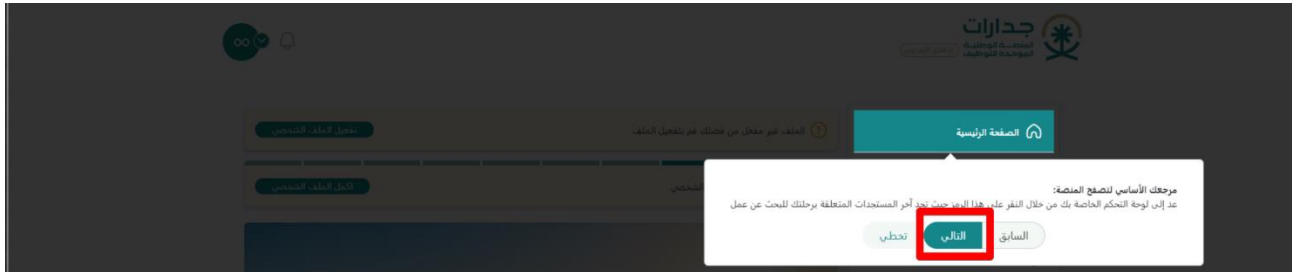 جدارات
المنصة الوطنية
الموحدة للتوظيف
الصفحة الرئيسية
الملف غير مفعل من فضلك قم بتفعيل الملف
تفعيل الملف الشخصي
الشخصي
اكمل الملف الشخصي
مرجعك الأساسي لتصفح المنصة:
عد إلى لوحة التحكم الخاصة بك من خلال النقر على هذا الرمز حيث تجد آخر المستجدات المتعلقة برحلتك للبحث عن عمل
السابق
التالي
تخطي